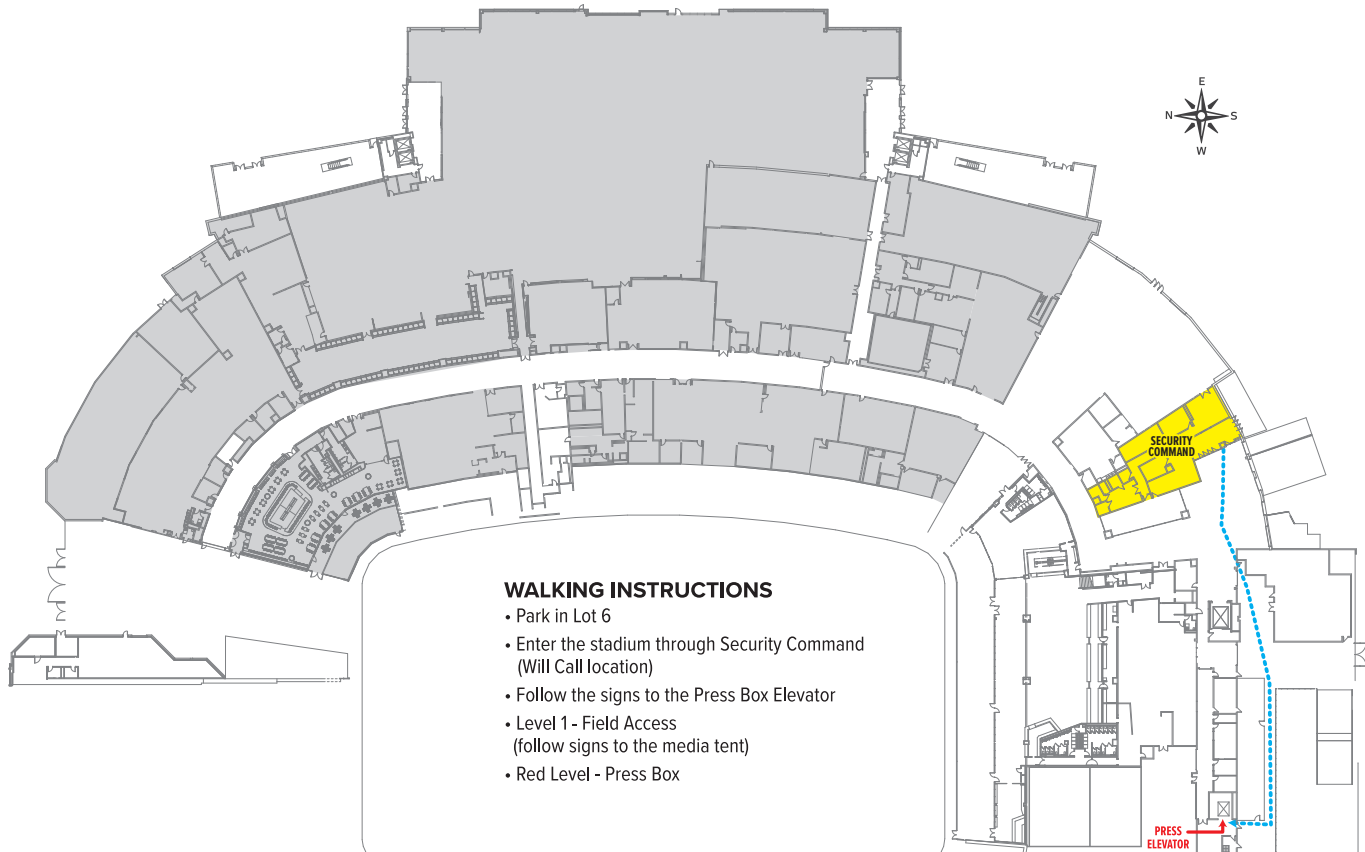 E
N
S
W
SECURITY
COMMAND
WALKING INSTRUCTIONS
• Park in Lot 6
• Enter the stadium through Security Command
(Will Call location)
• Follow the signs to the Press Box Elevator
• Level 1 - Field Access
(follow signs to the media tent)
• Red Level - Press Box
PRESS
ELEVATOR